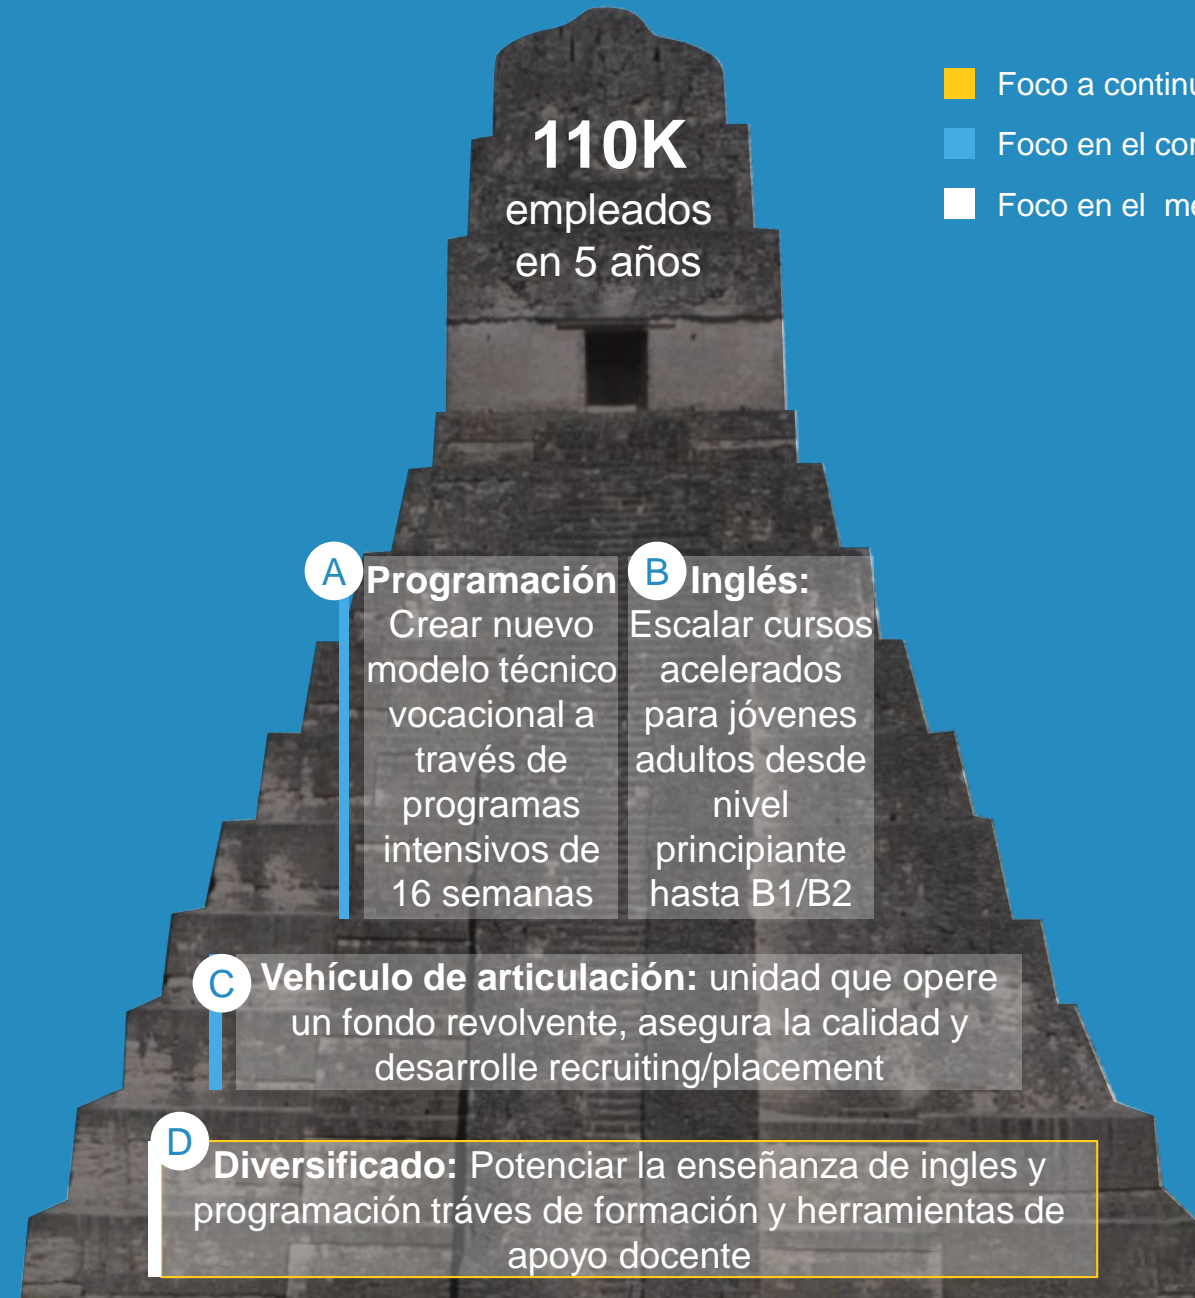 110K
empleados
en 5 años
Foco a continu
Foco en el cor
Foco en el me
A
Programación
Crear nuevo
modelo técnico
vocacional a
través de
programas
intensivos de
16 semanas
B
Inglés:
Escalar cursos
acelerados
para jóvenes
adultos desde
nivel
principiante
hasta B1/B2
C
Vehículo de articulación: unidad que opere
un fondo revolvente, asegura la calidad y
desarrolle recruiting/placement
D
Diversificado: Potenciar la enseñanza de ingles y
programación tráves de formación y herramientas de
apoyo docente